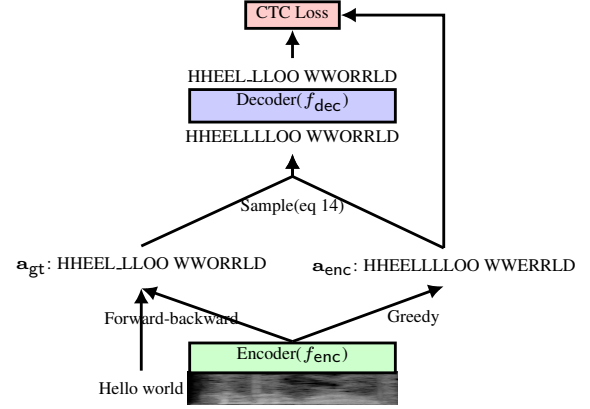 CTC Loss
HHEEL_LLOO WWORRLD
Decoder(f_dec)
HHEELLLLOO WWORRLD
Sample(eq 14)
a_gt: HHEEL_LLOO WWORRLD
a_enc: HHEELLLLOO WWERRLD
Forward-backward
Greedy
Encoder(f_enc)
Hello world